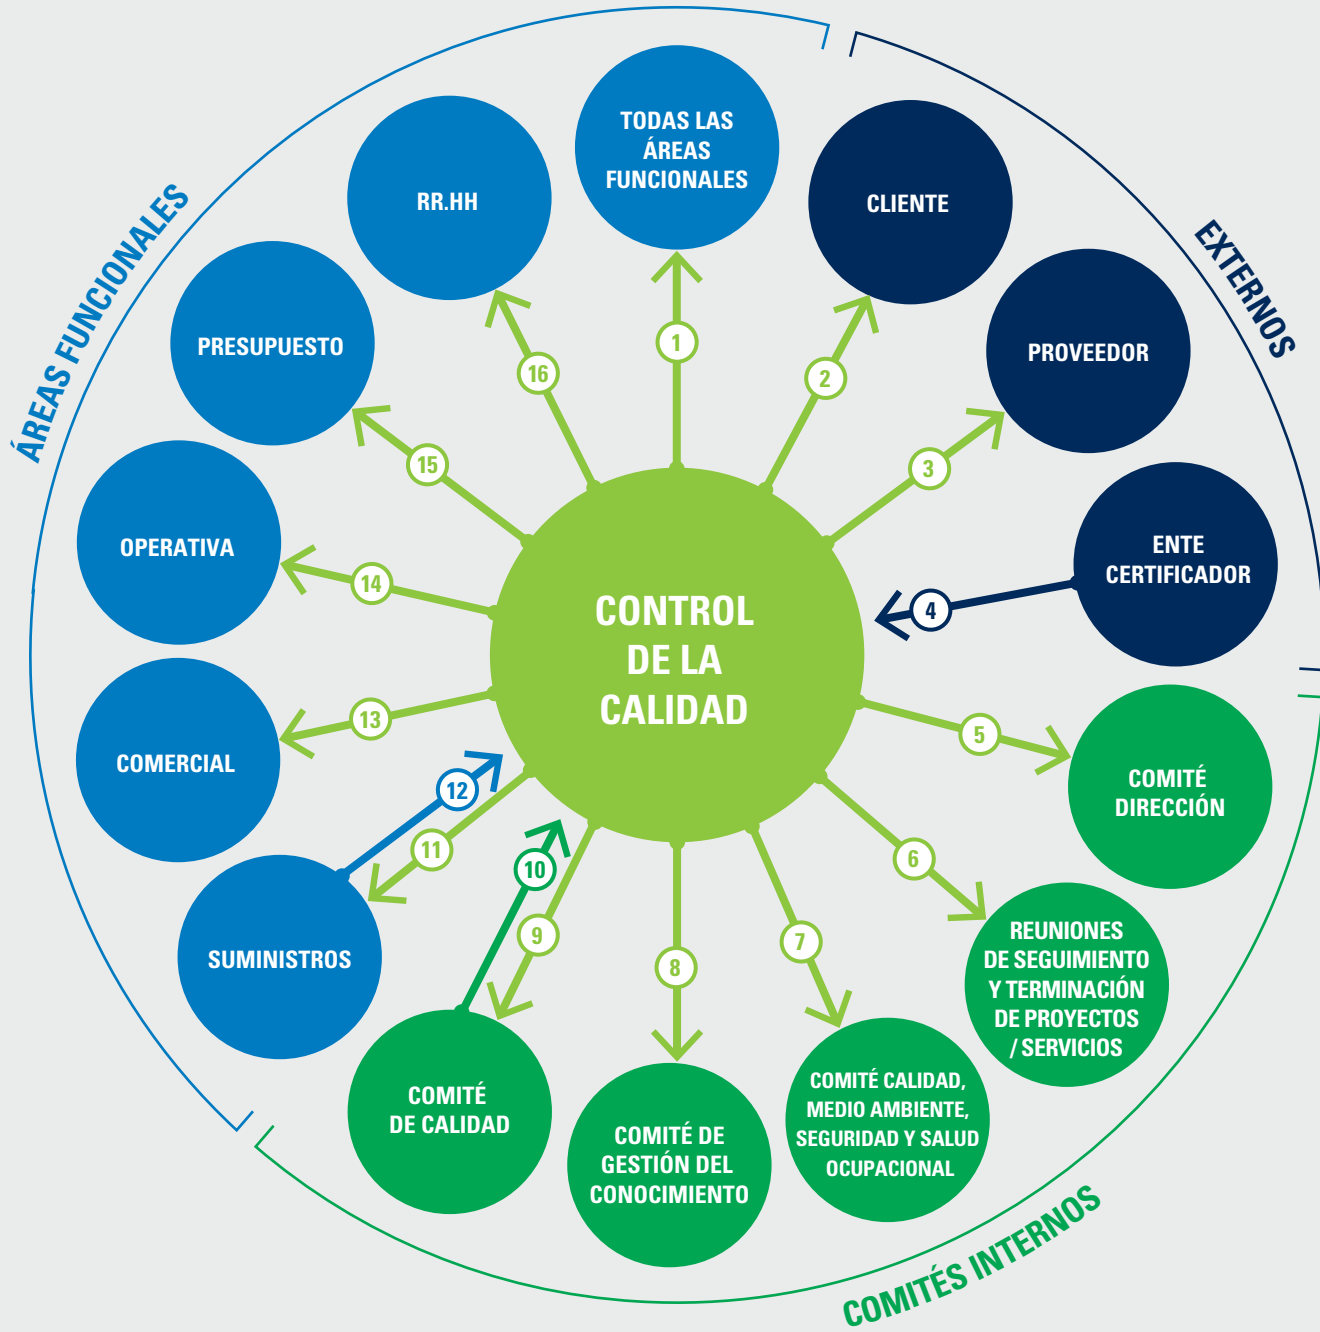 ÁREAS FUNCIONALES
EXTERNOS
COMITÉS INTERNOS
CONTROL
DE LA
CALIDAD
1
TODAS LAS
ÁREAS
FUNCIONALES
2
CLIENTE
3
PROVEEDOR
4
ENTE
CERTIFICADOR
5
COMITÉ
DIRECCIÓN
6
REUNIONES
DE SEGUIMIENTO
Y TERMINACIÓN
DE PROYECTOS
/ SERVICIOS
7
COMITÉ CALIDAD,
MEDIO AMBIENTE,
SEGURIDAD Y SALUD
OCUPACIONAL
8
COMITÉ DE
GESTIÓN DEL
CONOCIMIENTO
9
10
COMITÉ
DE CALIDAD
11
12
SUMINISTROS
13
COMERCIAL
14
OPERATIVA
15
PRESUPUESTO
16
RR.HH